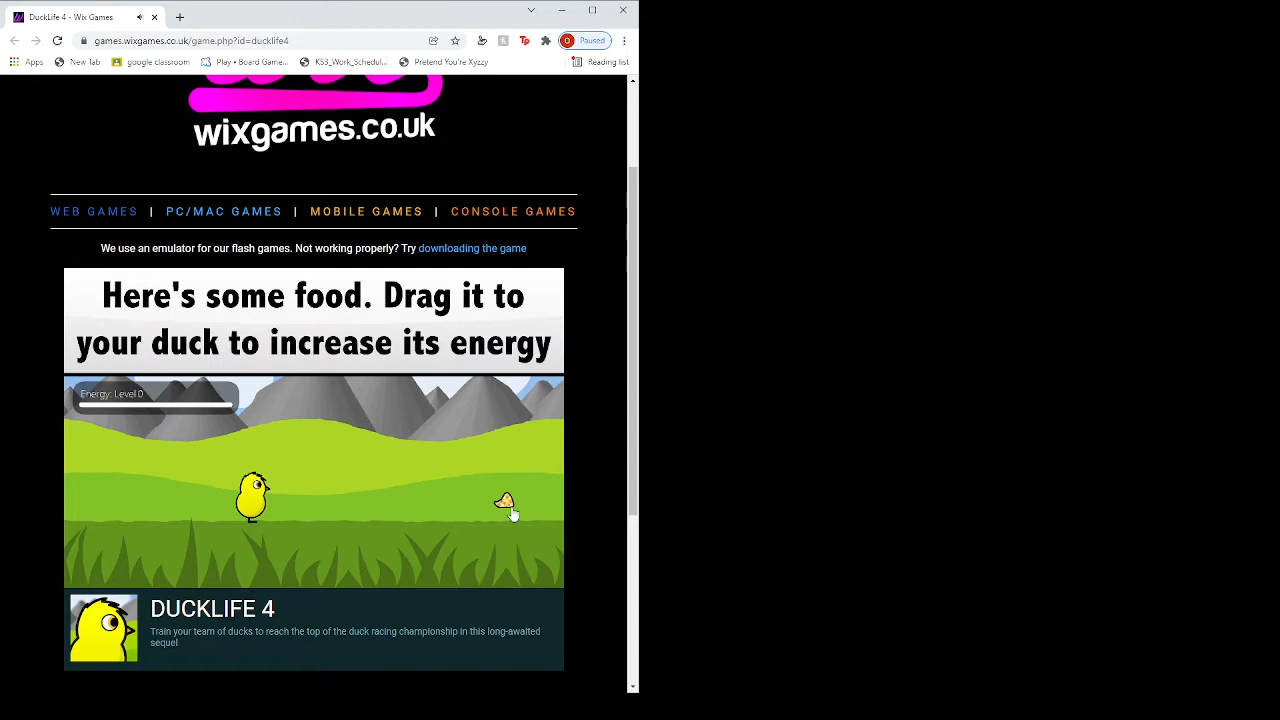 DuckLife 4 - Wix Games
games.wixgames.co.uk/game.php?id=ducklife4
Paused
Apps New Tab google classroom Play • Board Game... KS3_Work_Schedul... Pretend You're Xyzzy Reading list
wixgames.co.uk
WEB GAMES | PC/MAC GAMES | MOBILE GAMES | CONSOLE GAMES
We use an emulator for our flash games. Not working properly? Try downloading the game
Here's some food. Drag it to
your duck to increase its energy
Energy: Level 0
DUCKLIFE 4
Train your team of ducks to reach the top of the duck racing championship in this long-awaited
sequel